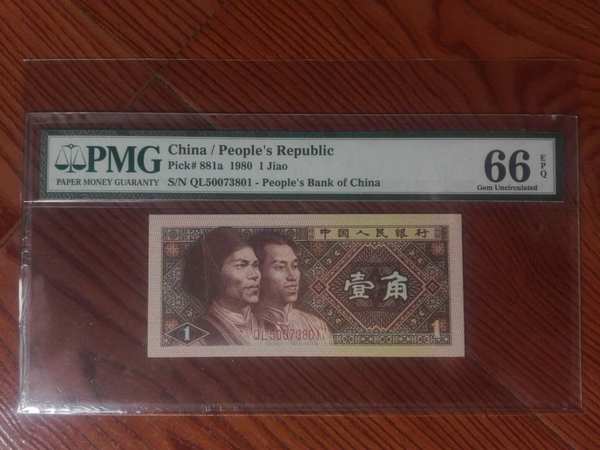 PMG
PAPER MONEY GUARANTY
China / People's Republic
Pick# 881a 1980 1 Jiao
S/N QL50073801 - People's Bank of China
66 EPQ
Gem Uncirculated
中国人民银行
壹角
1
QL50073801
1